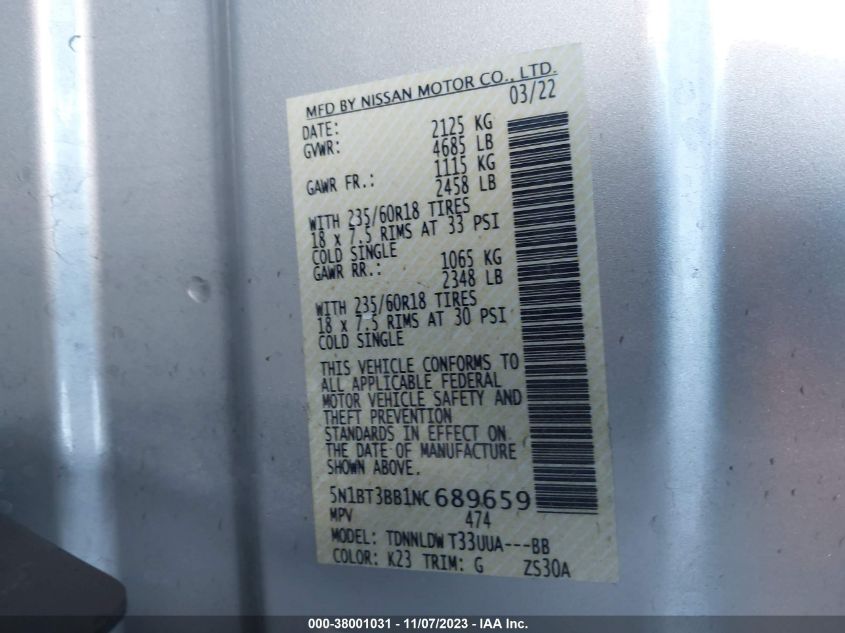 MFD BY NISSAN MOTOR CO., LTD.
DATE: 03/22
GVWR: 2125 KG
4685 LB
GAWR FR.: 1115 KG
2458 LB
WITH 235/60R18 TIRES
18 x 7.5 RIMS AT 33 PSI
COLD SINGLE
GAWR RR.: 1065 KG
2348 LB
WITH 235/60R18 TIRES
18 x 7.5 RIMS AT 30 PSI
COLD SINGLE
THIS VEHICLE CONFORMS TO
ALL APPLICABLE FEDERAL
MOTOR VEHICLE SAFETY AND
THEFT PREVENTION
STANDARDS IN EFFECT ON
THE DATE OF MANUFACTURE
SHOWN ABOVE.
5N1BT3BB1NC689659
MPV 474
MODEL: TDNNLDW T33UUA---BB
COLOR: K23 TRIM: G ZS30A
000-38001031 - 11/07/2023 - IAA Inc.